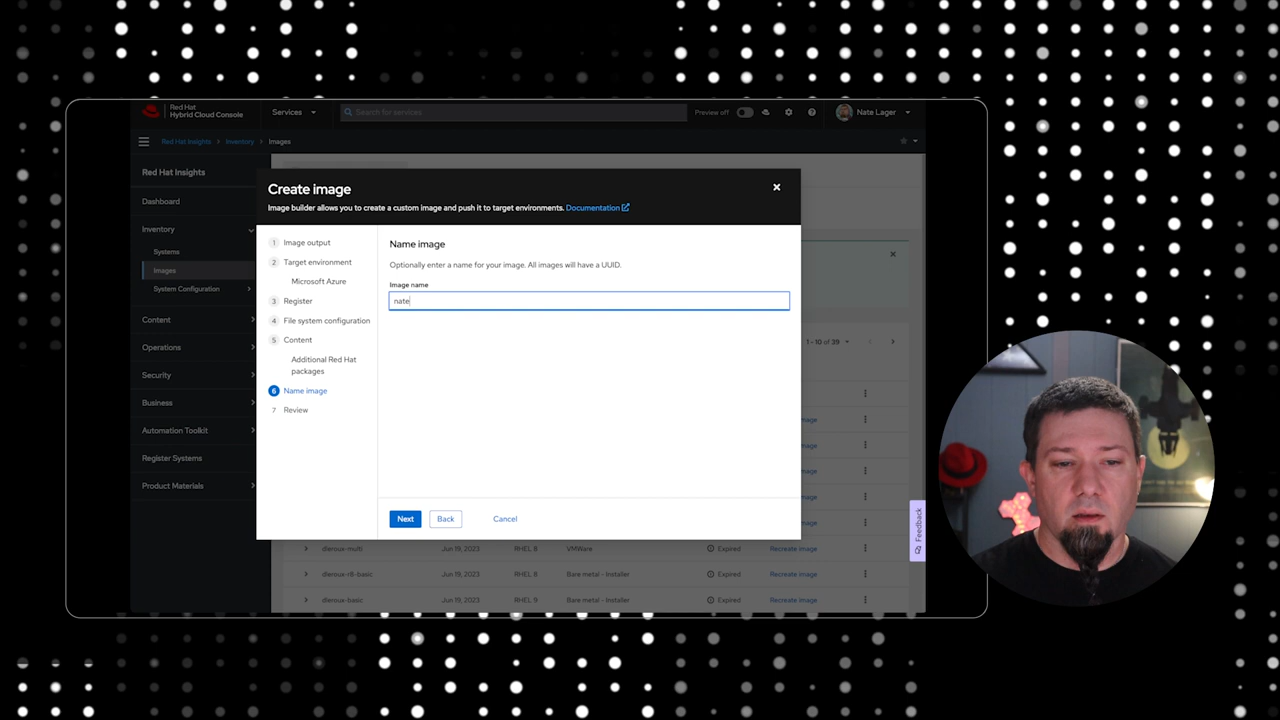 Red Hat
Hybrid Cloud Console
Services
Search for services
Preview off
Nate Lager
Red Hat Insights > Inventory > Images
Red Hat Insights
Dashboard
Inventory
Systems
Images
System Configuration
Content
Operations
Security
Business
Automation Toolkit
Register Systems
Product Materials
Create image
Image builder allows you to create a custom image and push it to target environments. Documentation
1 Image output
2 Target environment
Microsoft Azure
3 Register
4 File system configuration
5 Content
Additional Red Hat
packages
6 Name image
7 Review
Name image
Optionally enter a name for your image. All images will have a UUID.
Image name
nate
Next
Back
Cancel
1 - 10 of 39
Feedback
dleroux-multi Jun 19, 2023 RHEL 8 VMWare Expired Recreate image
dleroux-r8-basic Jun 19, 2023 RHEL 8 Bare metal - Installer Expired Recreate image
dleroux-basic Jun 19, 2023 RHEL 9 Bare metal - Installer Expired Recreate image